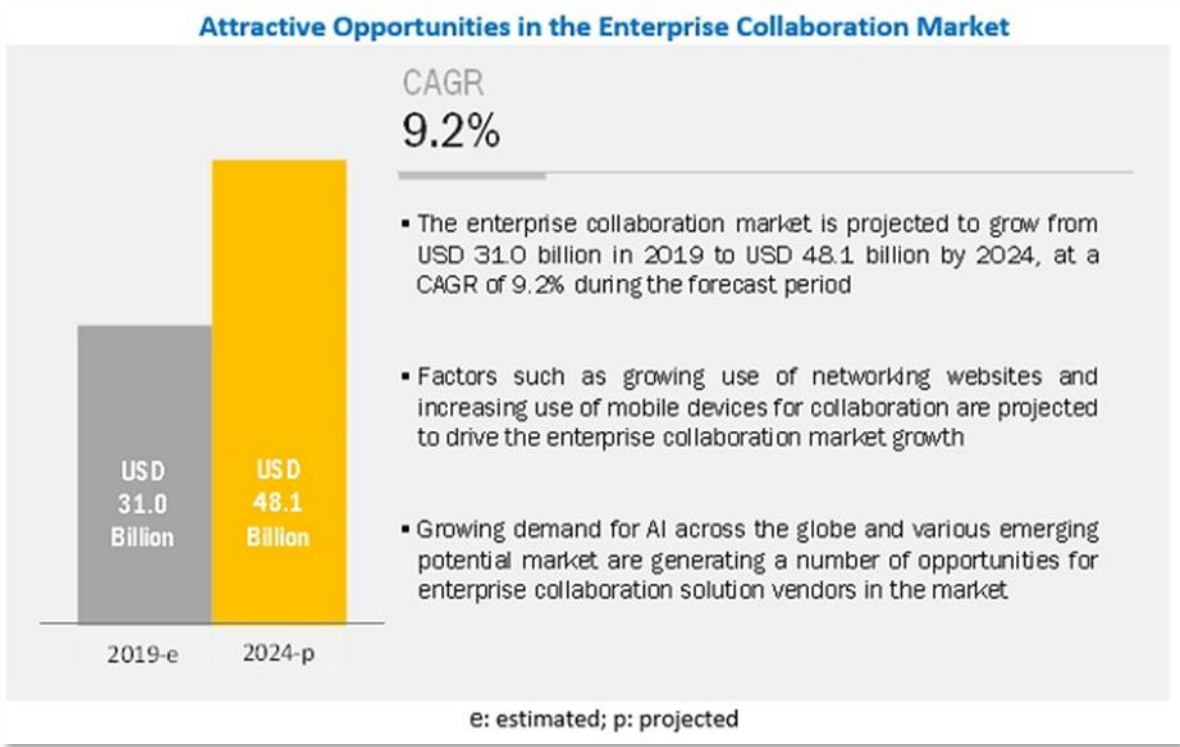 Attractive Opportunities in the Enterprise Collaboration Market
CAGR
9.2%
▪ The enterprise collaboration market is projected to grow from
USD 31.0 billion in 2019 to USD 48.1 billion by 2024, at a
CAGR of 9.2% during the forecast period
▪ Factors such as growing use of networking websites and
increasing use of mobile devices for collaboration are projected
to drive the enterprise collaboration market growth
▪ Growing demand for AI across the globe and various emerging
potential market are generating a number of opportunities for
enterprise collaboration solution vendors in the market
USD
31.0
Billion
USD
48.1
Billion
2019-e
2024-p
e: estimated; p: projected